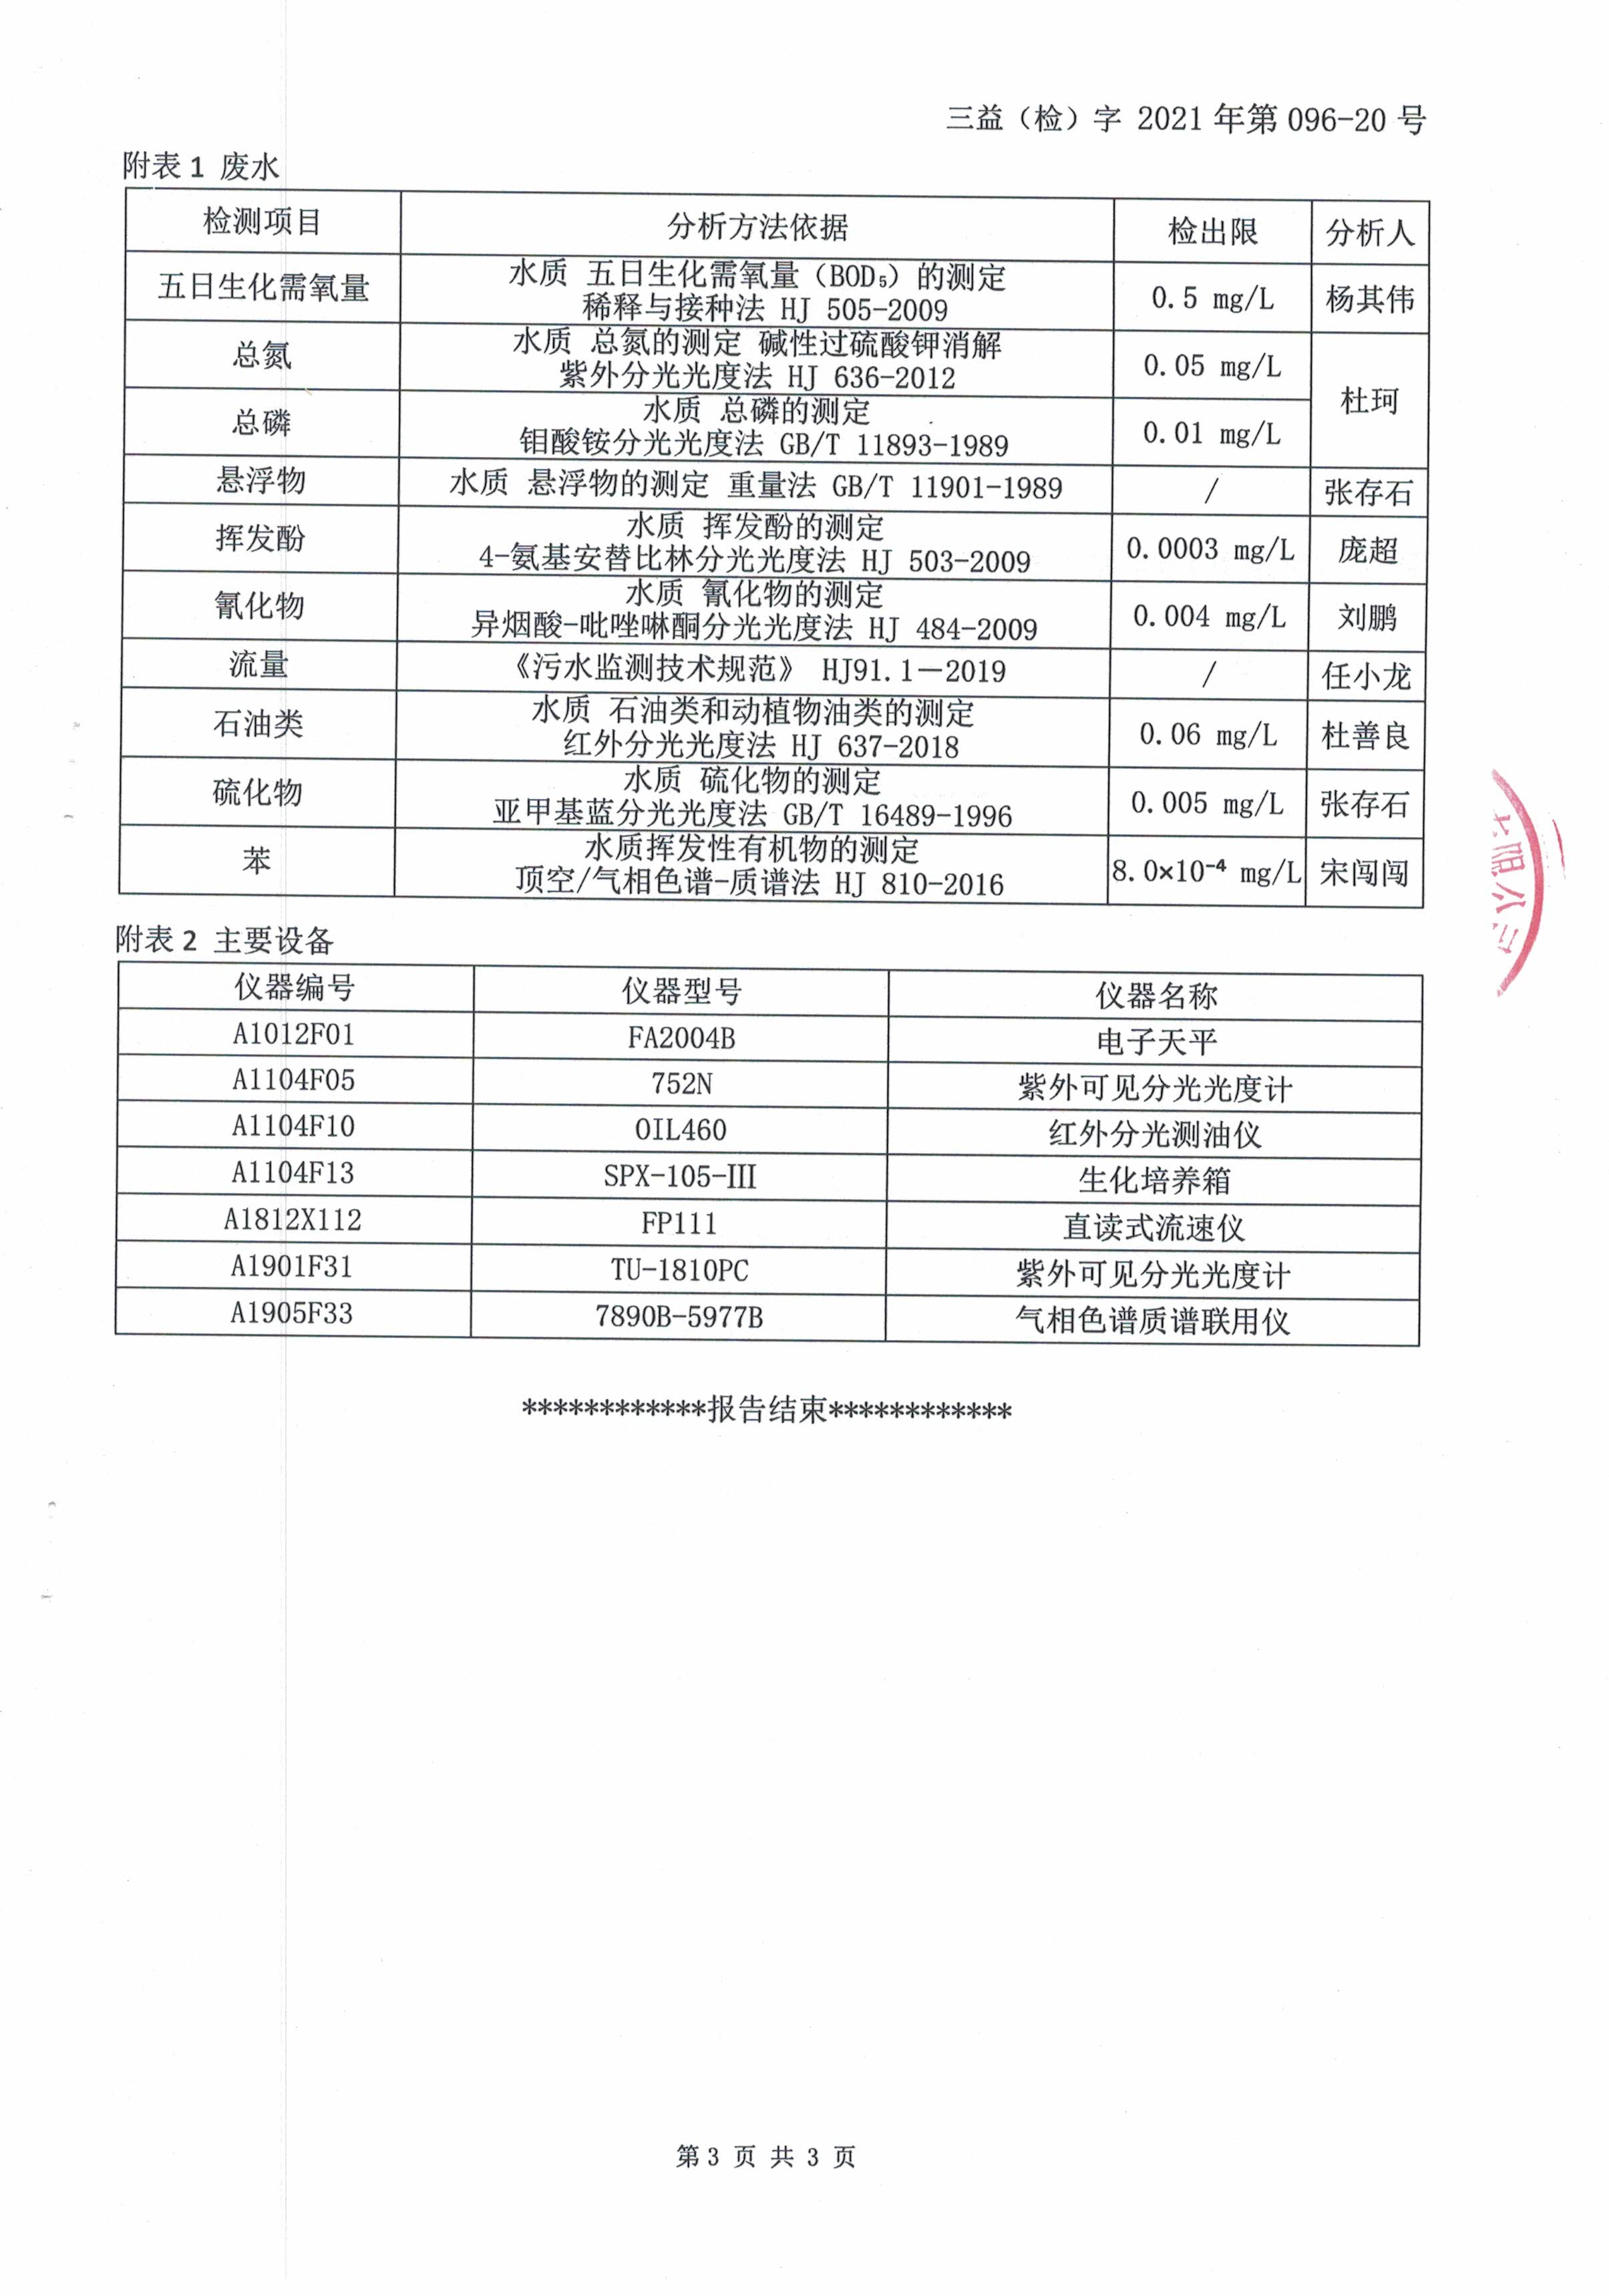 三益（检）字 2021 年第 096-20 号
附表 1 废水
检测项目 分析方法依据 检出限 分析人
五日生化需氧量 水质 五日生化需氧量（BOD₅）的测定
稀释与接种法 HJ 505-2009 0.5 mg/L 杨其伟
总氮 水质 总氮的测定 碱性过硫酸钾消解
紫外分光光度法 HJ 636-2012 0.05 mg/L 杜珂
总磷 水质 总磷的测定
钼酸铵分光光度法 GB/T 11893-1989 0.01 mg/L
悬浮物 水质 悬浮物的测定 重量法 GB/T 11901-1989 / 张存石
挥发酚 水质 挥发酚的测定
4-氨基安替比林分光光度法 HJ 503-2009 0.0003 mg/L 庞超
氰化物 水质 氰化物的测定
异烟酸-吡唑啉酮分光光度法 HJ 484-2009 0.004 mg/L 刘鹏
流量 《污水监测技术规范》 HJ91.1—2019 / 任小龙
石油类 水质 石油类和动植物油类的测定
红外分光光度法 HJ 637-2018 0.06 mg/L 杜善良
硫化物 水质 硫化物的测定
亚甲基蓝分光光度法 GB/T 16489-1996 0.005 mg/L 张存石
苯 水质挥发性有机物的测定
顶空/气相色谱-质谱法 HJ 810-2016 8.0×10⁻⁴ mg/L 宋闯闯
附表 2 主要设备
仪器编号 仪器型号 仪器名称
A1012F01 FA2004B 电子天平
A1104F05 752N 紫外可见分光光度计
A1104F10 OIL460 红外分光测油仪
A1104F13 SPX-105-III 生化培养箱
A1812X112 FP111 直读式流速仪
A1901F31 TU-1810PC 紫外可见分光光度计
A1905F33 7890B-5977B 气相色谱质谱联用仪
************报告结束************
限公司
第 3 页 共 3 页